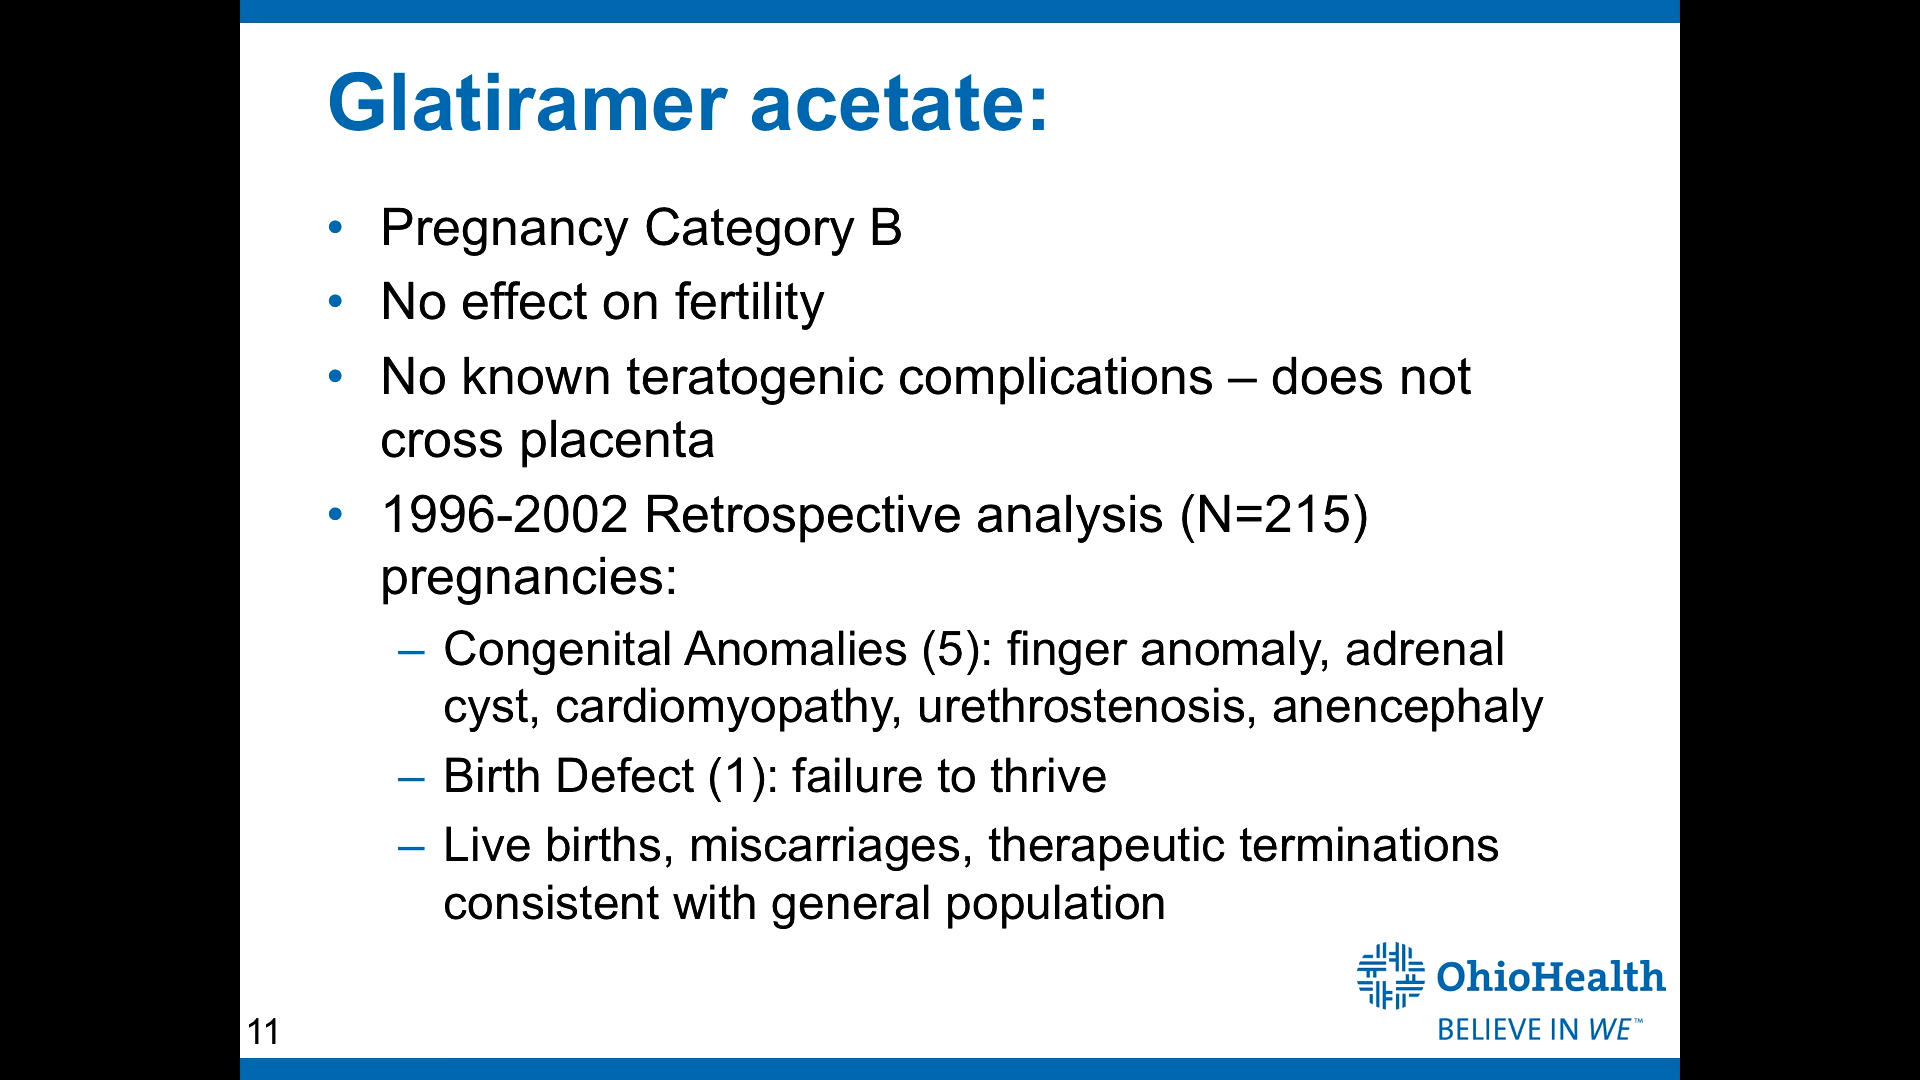 Glatiramer acetate:
• Pregnancy Category B
• No effect on fertility
• No known teratogenic complications – does not
cross placenta
• 1996-2002 Retrospective analysis (N=215)
pregnancies:
– Congenital Anomalies (5): finger anomaly, adrenal
cyst, cardiomyopathy, urethrostenosis, anencephaly
– Birth Defect (1): failure to thrive
– Live births, miscarriages, therapeutic terminations
consistent with general population
OhioHealth
BELIEVE IN WE™
11